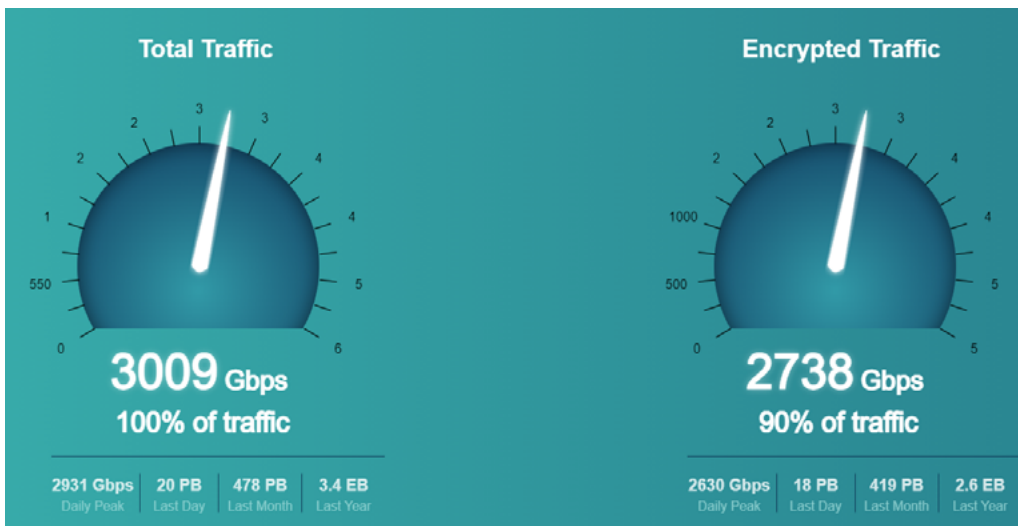 Total Traffic
0
550
1
2
2
3
3
4
4
5
6
3009 Gbps
100% of traffic
2931 Gbps 20 PB 478 PB 3.4 EB
Daily Peak Last Day Last Month Last Year
Encrypted Traffic
0
500
1000
2
2
3
3
4
4
5
5
2738 Gbps
90% of traffic
2630 Gbps 18 PB 419 PB 2.6 EB
Daily Peak Last Day Last Month Last Year